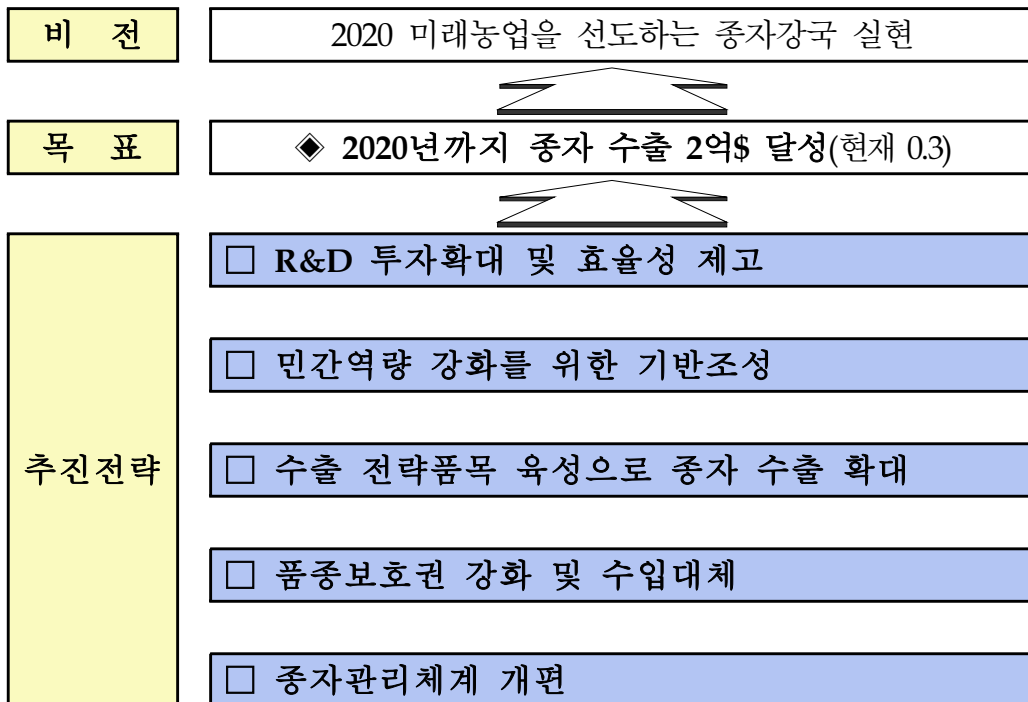 비 전
2020 미래농업을 선도하는 종자강국 실현
목 표
◈ 2020년까지 종자 수출 2억$ 달성(현재 0.3)
추진전략
□ R&D 투자확대 및 효율성 제고
□ 민간역량 강화를 위한 기반조성
□ 수출 전략품목 육성으로 종자 수출 확대
□ 품종보호권 강화 및 수입대체
□ 종자관리체계 개편